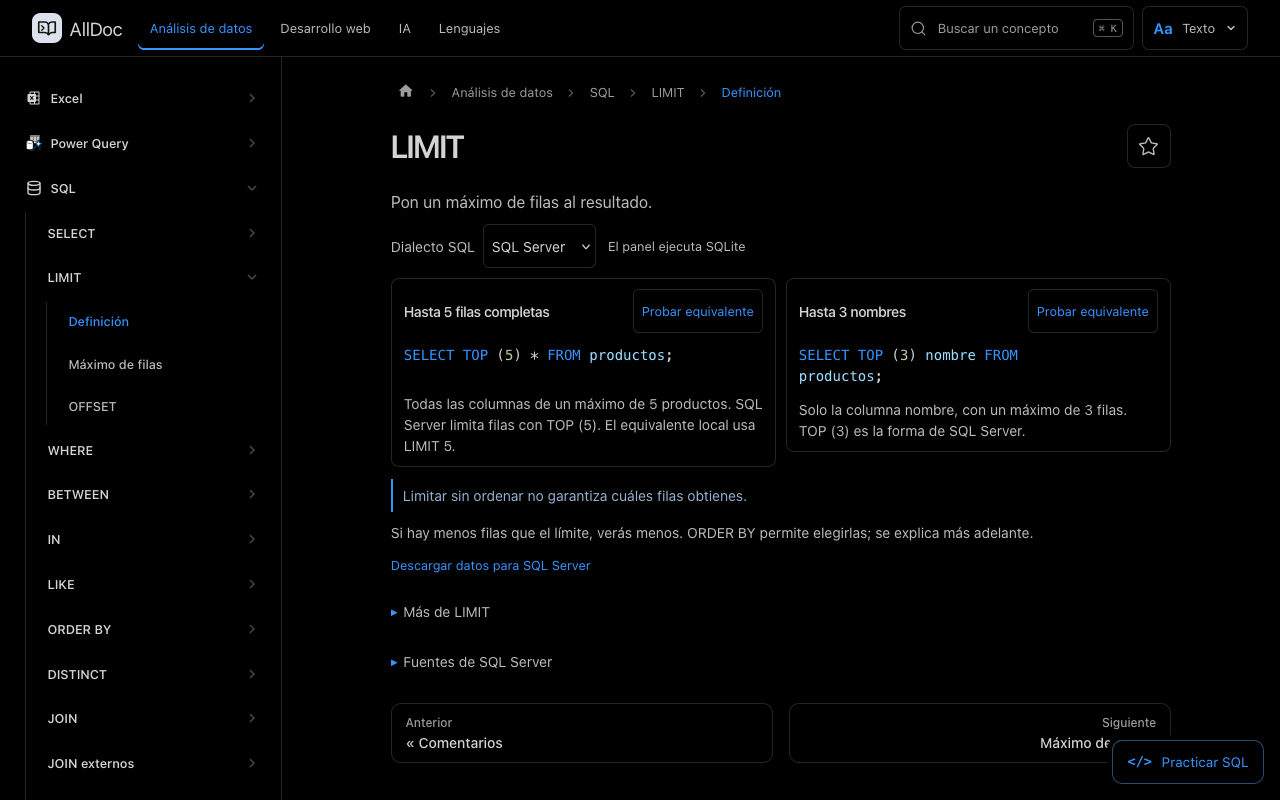 AllDoc
Análisis de datos
Desarrollo web
IA
Lenguajes
Buscar un concepto
⌘ K
Aa Texto
Excel
Power Query
SQL
SELECT
LIMIT
Definición
Máximo de filas
OFFSET
WHERE
BETWEEN
IN
LIKE
ORDER BY
DISTINCT
JOIN
JOIN externos
Análisis de datos
SQL
LIMIT
Definición
LIMIT
Pon un máximo de filas al resultado.
Dialecto SQL
SQL Server
El panel ejecuta SQLite
Hasta 5 filas completas
Probar equivalente
SELECT TOP (5) * FROM productos;
Todas las columnas de un máximo de 5 productos. SQL
Server limita filas con TOP (5). El equivalente local usa
LIMIT 5.
Hasta 3 nombres
Probar equivalente
SELECT TOP (3) nombre FROM
productos;
Solo la columna nombre, con un máximo de 3 filas.
TOP (3) es la forma de SQL Server.
Limitar sin ordenar no garantiza cuáles filas obtienes.
Si hay menos filas que el límite, verás menos. ORDER BY permite elegirlas; se explica más adelante.
Descargar datos para SQL Server
Más de LIMIT
Fuentes de SQL Server
Anterior
« Comentarios
Siguiente
Máximo de
</> Practicar SQL